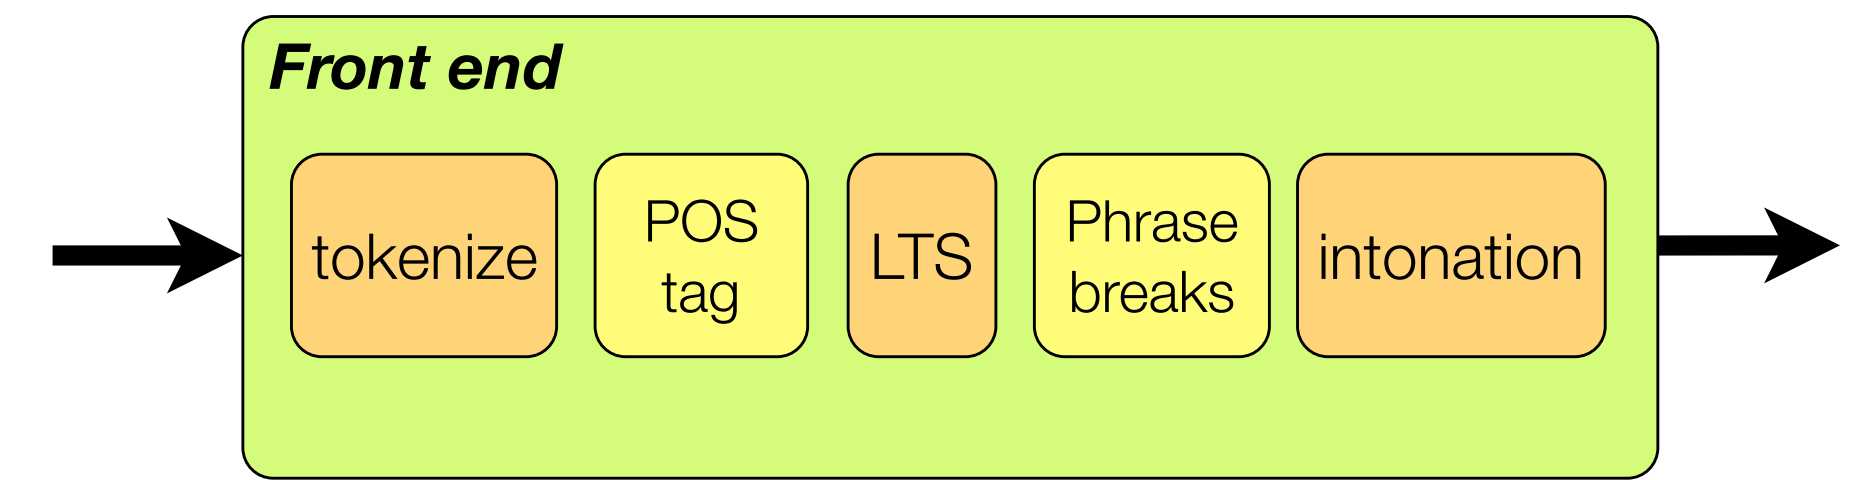 Front end
tokenize
POS
tag
LTS
Phrase
breaks
intonation